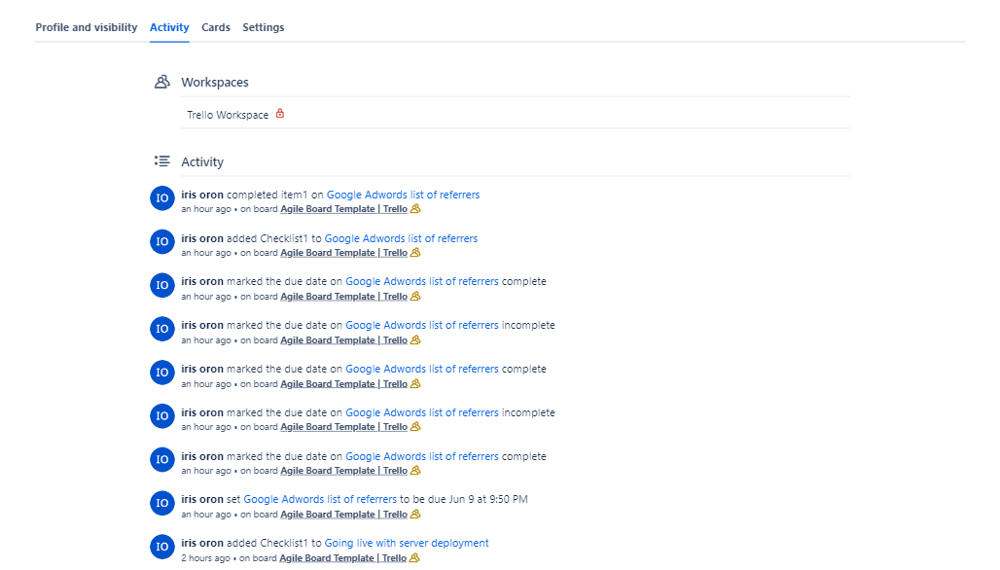 Profile and visibility Activity Cards Settings
Workspaces
Trello Workspace
Activity
IO iris oron completed item1 on Google Adwords list of referrers
an hour ago • on board Agile Board Template | Trello
IO iris oron added Checklist1 to Google Adwords list of referrers
an hour ago • on board Agile Board Template | Trello
IO iris oron marked the due date on Google Adwords list of referrers complete
an hour ago • on board Agile Board Template | Trello
IO iris oron marked the due date on Google Adwords list of referrers incomplete
an hour ago • on board Agile Board Template | Trello
IO iris oron marked the due date on Google Adwords list of referrers complete
an hour ago • on board Agile Board Template | Trello
IO iris oron marked the due date on Google Adwords list of referrers incomplete
an hour ago • on board Agile Board Template | Trello
IO iris oron marked the due date on Google Adwords list of referrers complete
an hour ago • on board Agile Board Template | Trello
IO iris oron set Google Adwords list of referrers to be due Jun 9 at 9:50 PM
an hour ago • on board Agile Board Template | Trello
IO iris oron added Checklist1 to Going live with server deployment
2 hours ago • on board Agile Board Template | Trello